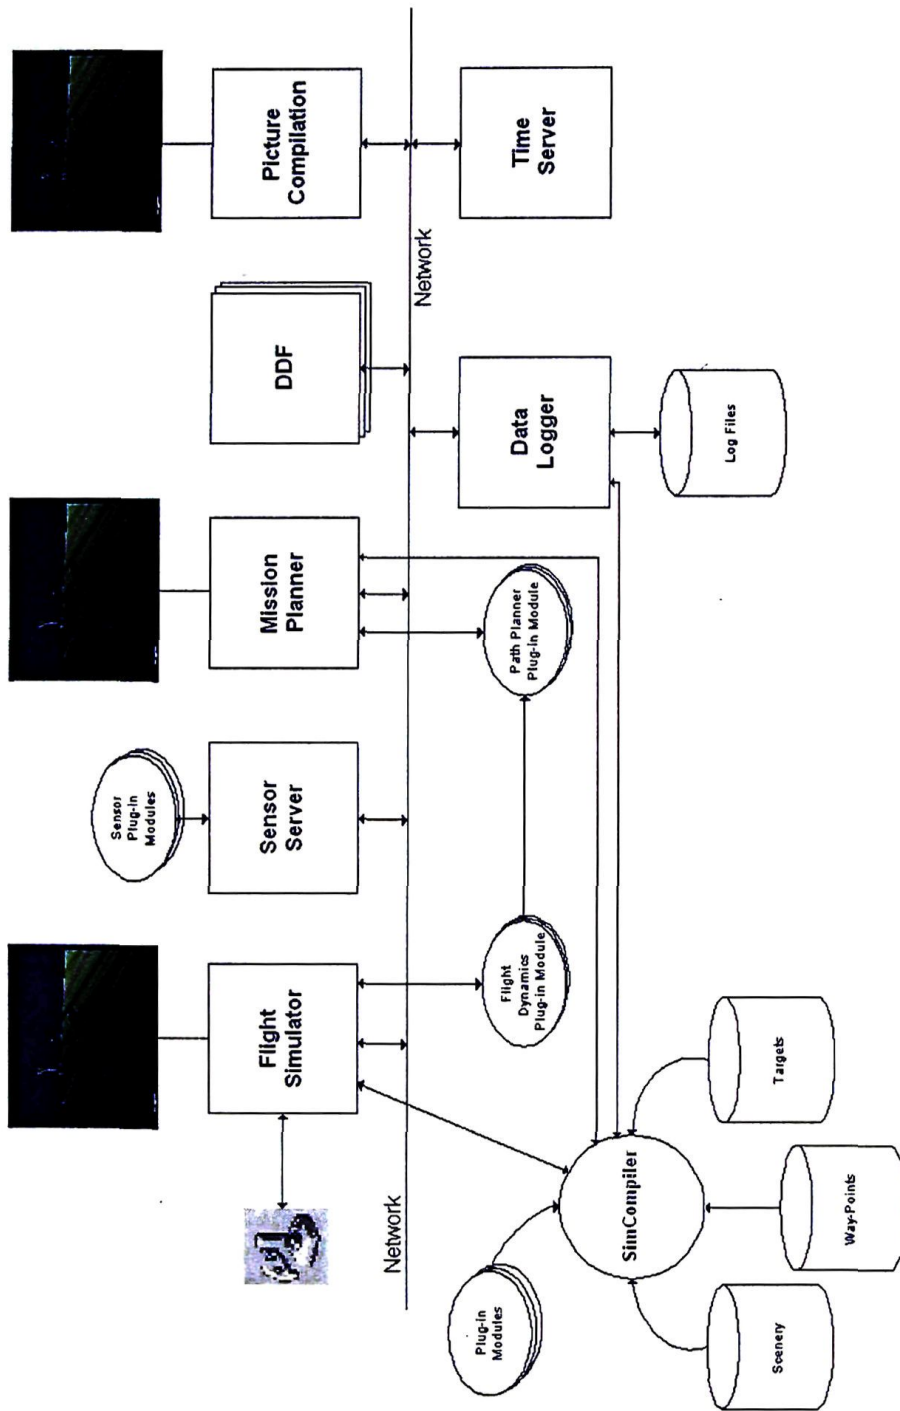 Flight
Simulator
Sensor
Plug-In
Modules
Sensor
Server
Mission
Planner
DDF
Picture
Compilation
Network
Network
Plug-in
Modules
Flight
Dynamics
Plug-in Module
Path Planner
Plug-in Module
Data
Logger
Time
Server
SimCompiler
Log Files
Scenery
Way-Points
Targets